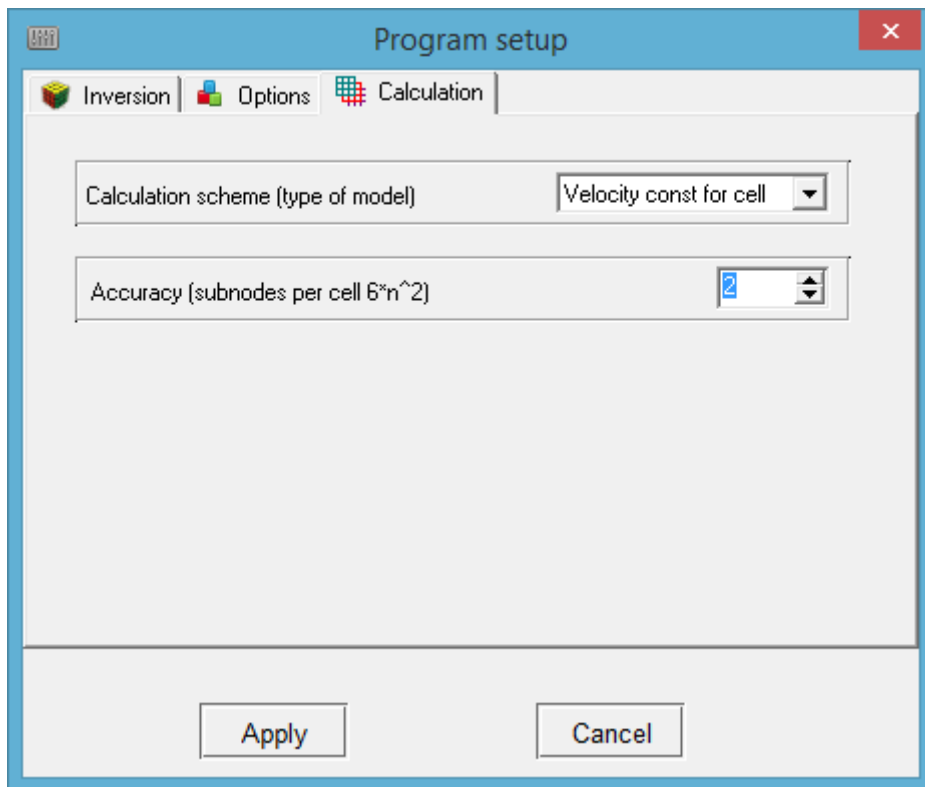 Program setup
Inversion Options Calculation
Calculation scheme (type of model) Velocity const for cell
Accuracy (subnodes per cell 6*n^2) 2
Apply Cancel